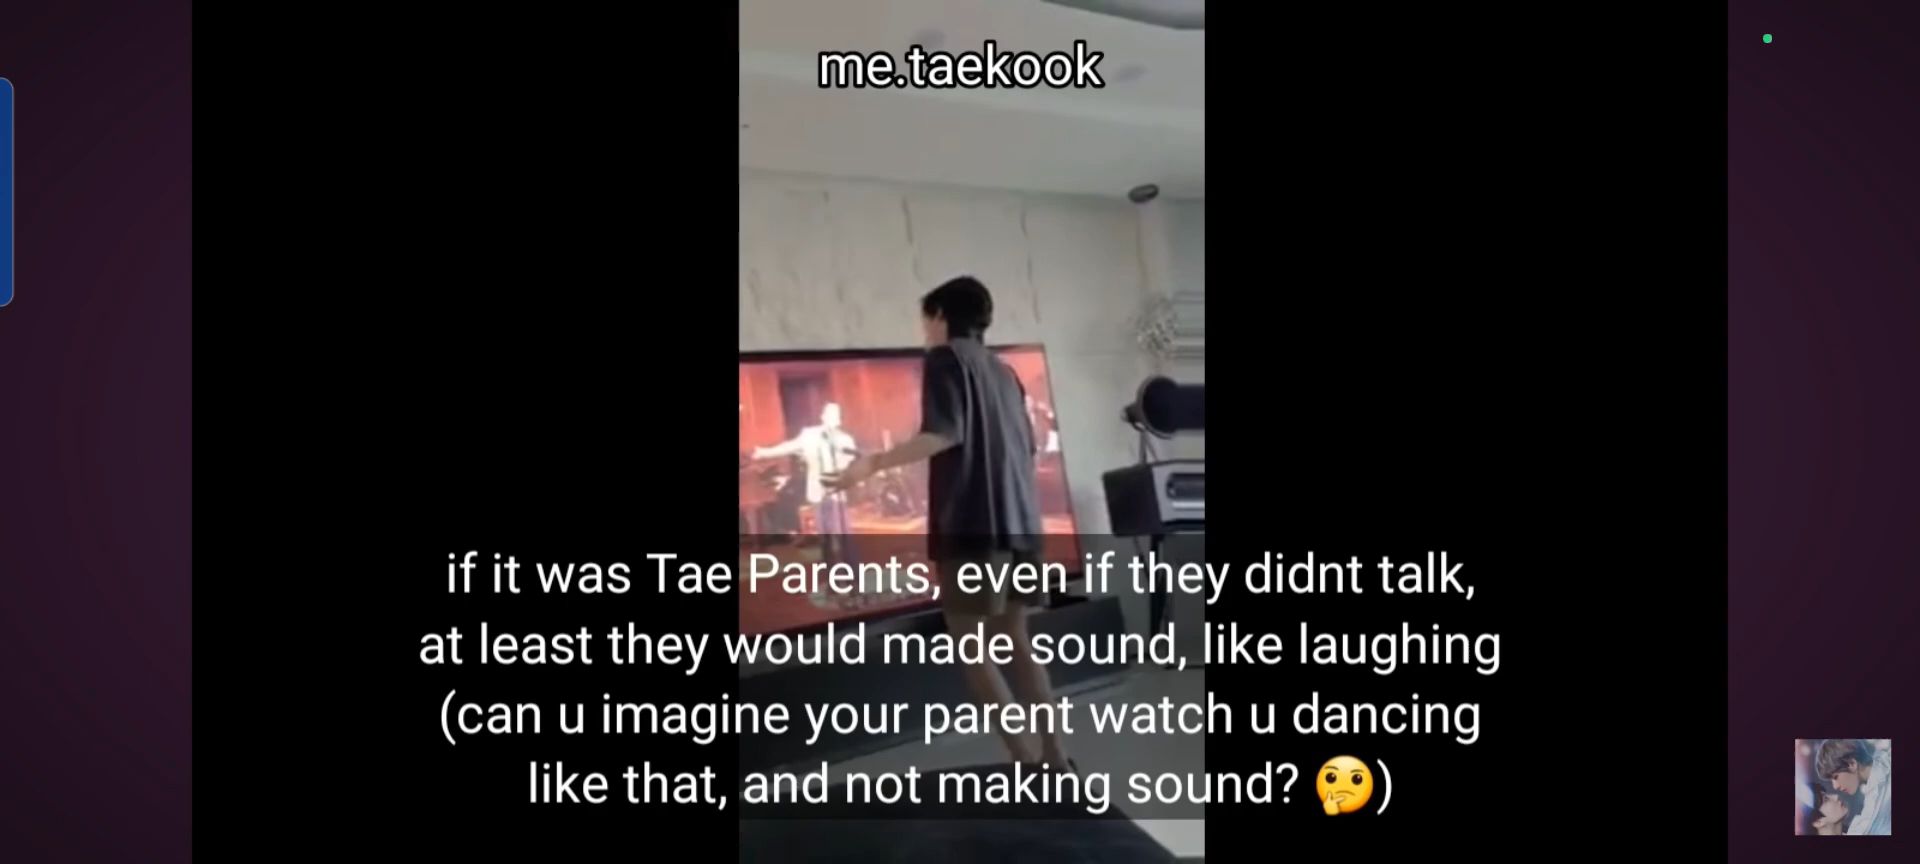 me.taekook
if it was Tae Parents, even if they didnt talk,
at least they would made sound, like laughing
(can u imagine your parent watch u dancing
like that, and not making sound? 🤔)